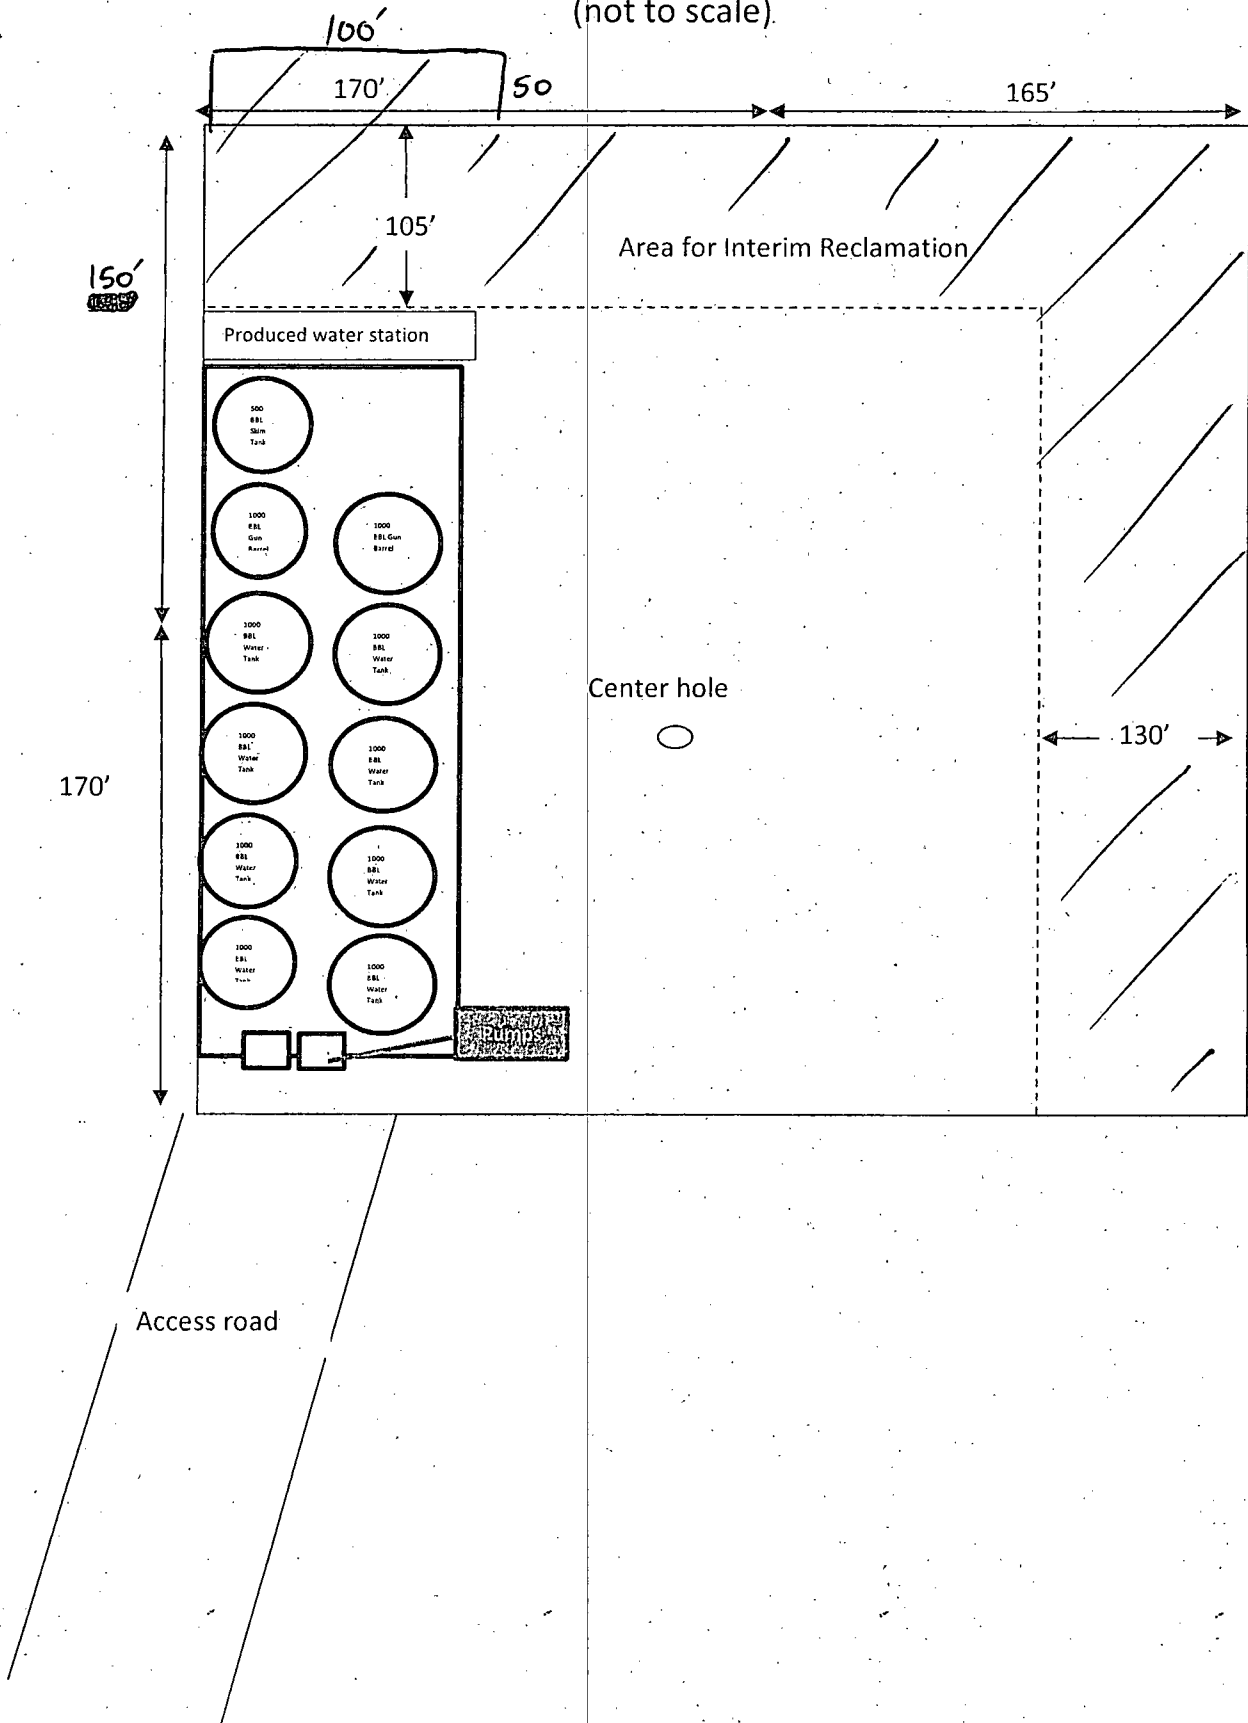 (not to scale)
100'
170'
50
165'
105'
150'
Area for Interim Reclamation
Produced water station
500
BBL
Skim
Tank
1000
BBL
Gun
Barrel
1000
BBL Gun
Barrel
1000
BBL
Water
Tank
1000
BBL
Water
Tank
Center hole
1000
BBL
Water
Tank
1000
BBL
Water
Tank
130'
170'
1000
BBL
Water
Tank
1000
BBL
Water
Tank
1000
BBL
Water
Tank
1000
BBL
Water
Tank
Pumps
Access road